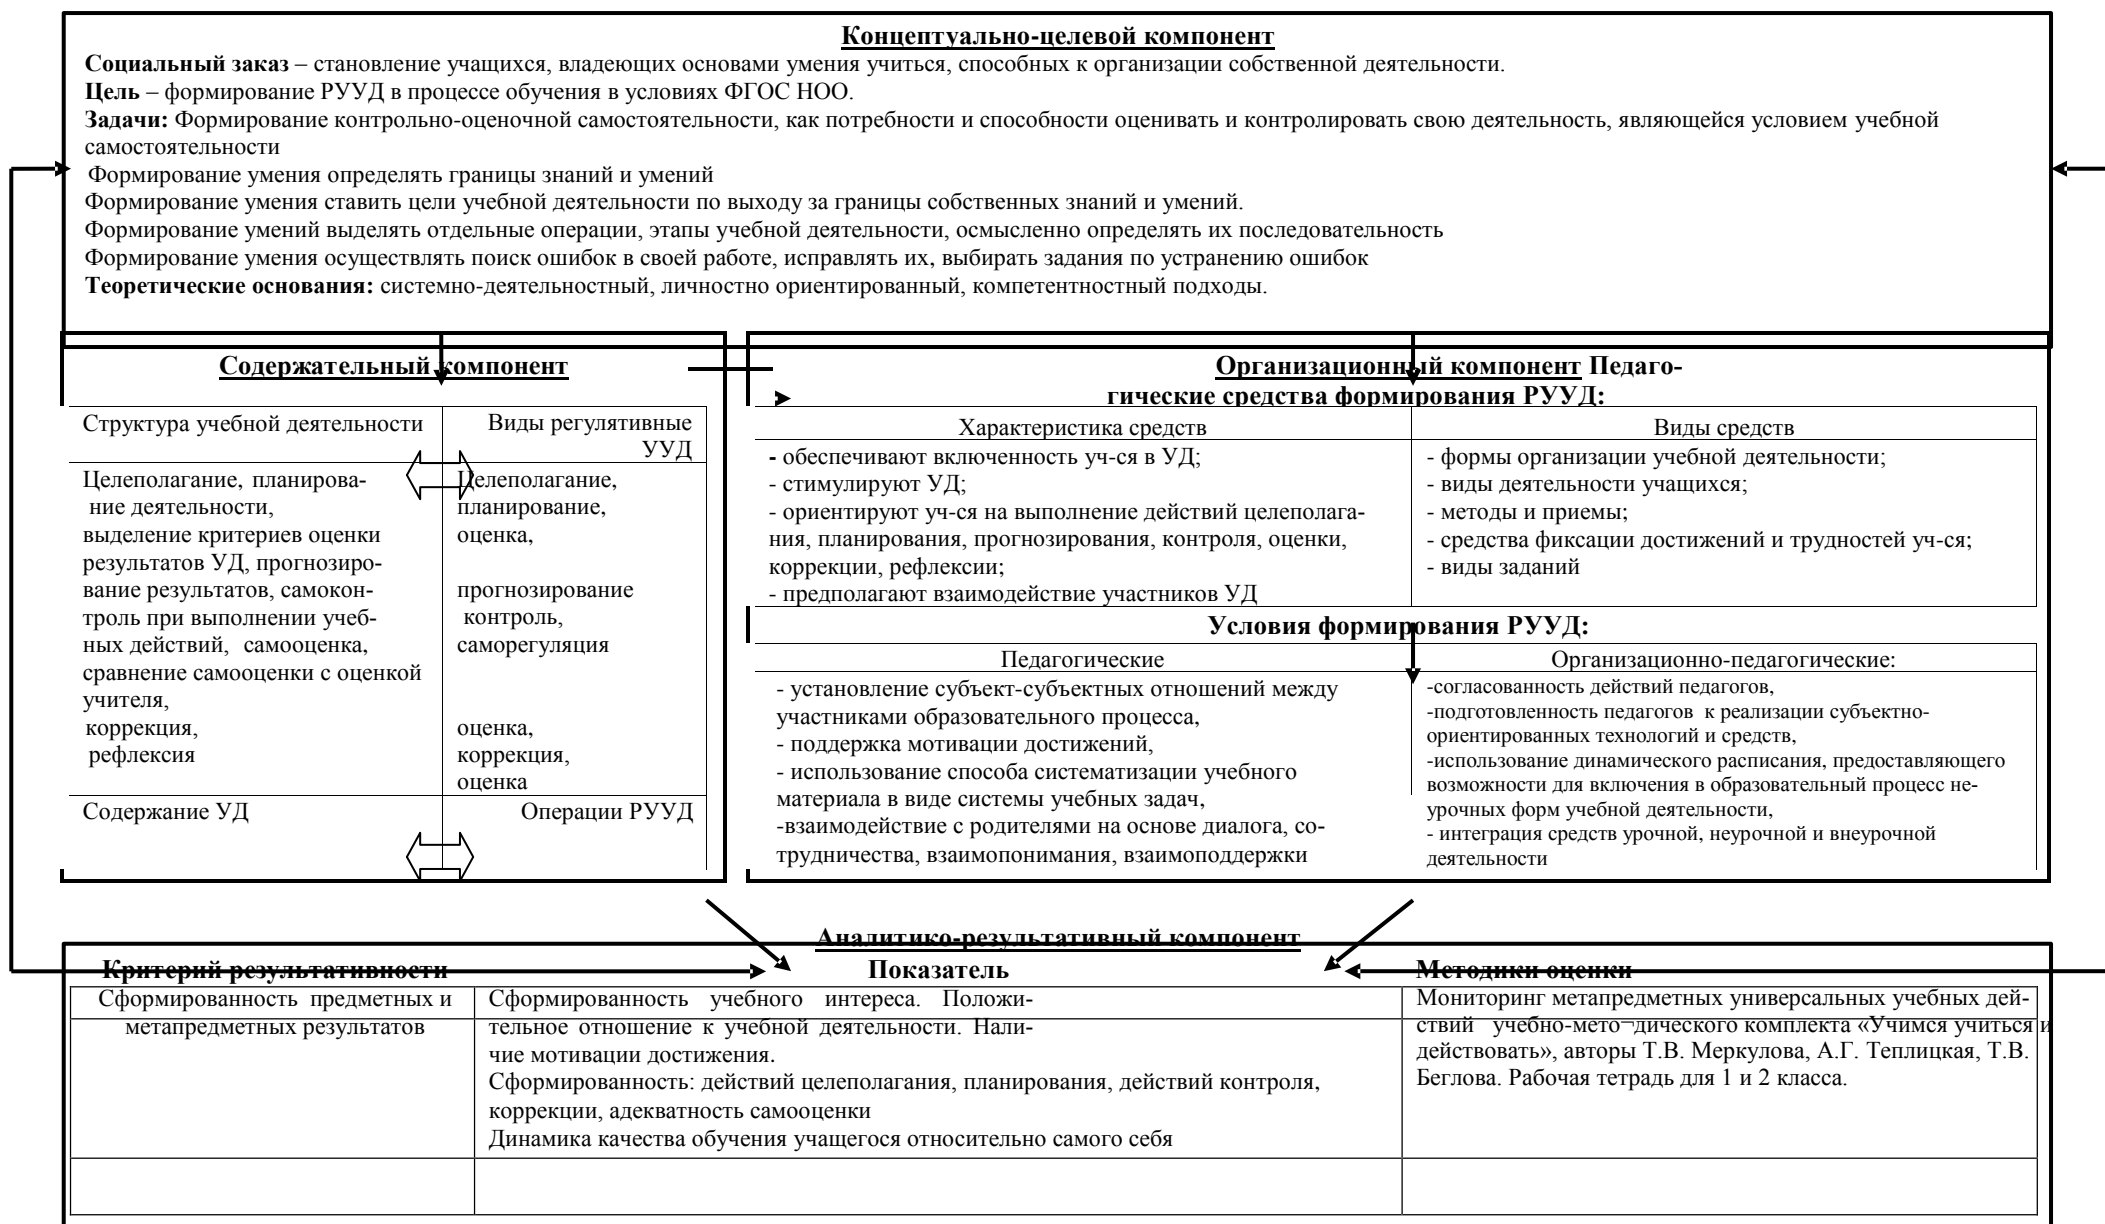 Концептуально-целевой компонент
Социальный заказ – становление учащихся, владеющих основами умения учиться, способных к организации собственной деятельности.
Цель – формирование РУУД в процессе обучения в условиях ФГОС НОО.
Задачи: Формирование контрольно-оценочной самостоятельности, как потребности и способности оценивать и контролировать свою деятельность, являющейся условием учебной
самостоятельности
Формирование умения определять границы знаний и умений
Формирование умения ставить цели учебной деятельности по выходу за границы собственных знаний и умений.
Формирование умений выделять отдельные операции, этапы учебной деятельности, осмысленно определять их последовательность
Формирование умения осуществлять поиск ошибок в своей работе, исправлять их, выбирать задания по устранению ошибок
Теоретические основания: системно-деятельностный, личностно ориентированный, компетентностный подходы.
Содержательный компонент
Структура учебной деятельности
Виды регулятивные
УУД
Целеполагание, планирова-
ние деятельности,
выделение критериев оценки
результатов УД, прогнозиро-
вание результатов, самокон-
троль при выполнении учеб-
ных действий, самооценка,
сравнение самооценки с оценкой
учителя,
коррекция,
рефлексия
Целеполагание,
планирование,
оценка,
прогнозирование
контроль,
саморегуляция
оценка,
коррекция,
оценка
Содержание УД
Операции РУУД
Организационный компонент Педаго-
гические средства формирования РУУД:
Характеристика средств
Виды средств
- обеспечивают включенность уч-ся в УД;
- стимулируют УД;
- ориентируют уч-ся на выполнение действий целеполага-
ния, планирования, прогнозирования, контроля, оценки,
коррекции, рефлексии;
- предполагают взаимодействие участников УД
- формы организации учебной деятельности;
- виды деятельности учащихся;
- методы и приемы;
- средства фиксации достижений и трудностей уч-ся;
- виды заданий
Условия формирования РУУД:
Педагогические
Организационно-педагогические:
- установление субъект-субъектных отношений между
участниками образовательного процесса,
- поддержка мотивации достижений,
- использование способа систематизации учебного
материала в виде системы учебных задач,
-взаимодействие с родителями на основе диалога, со-
трудничества, взаимопонимания, взаимоподдержки
-согласованность действий педагогов,
-подготовленность педагогов к реализации субъектно-
ориентированных технологий и средств,
-использование динамического расписания, предоставляющего
возможности для включения в образовательный процесс не-
урочных форм учебной деятельности,
- интеграция средств урочной, неурочной и внеурочной
деятельности
Аналитико-результативный компонент
Критерий результативности
Показатель
Методики оценки
Сформированность предметных и
метапредметных результатов
Сформированность учебного интереса. Положи-
тельное отношение к учебной деятельности. Нали-
чие мотивации достижения.
Сформированность: действий целеполагания, планирования, действий контроля,
коррекции, адекватность самооценки
Динамика качества обучения учащегося относительно самого себя
Мониторинг метапредметных универсальных учебных дей-
ствий учебно-мето¬дического комплекта «Учимся учиться и
действовать», авторы Т.В. Меркулова, А.Г. Теплицкая, Т.В.
Беглова. Рабочая тетрадь для 1 и 2 класса.